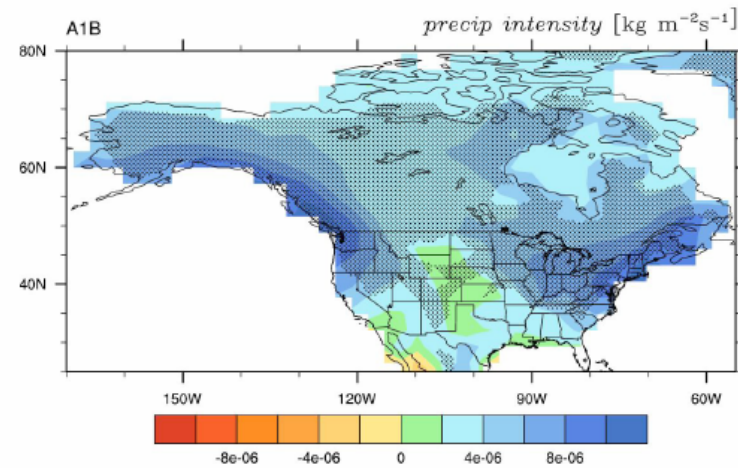 A1B precip intensity [kg m⁻²s⁻¹]
80N
60N
40N
150W 120W 90W 60W
-8e-06 -4e-06 0 4e-06 8e-06